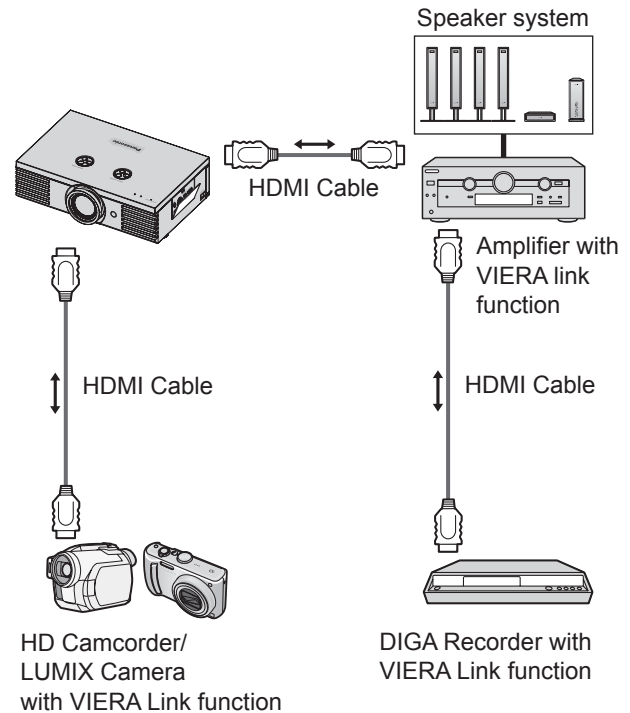 Speaker system
HDMI Cable
Amplifier with
VIERA link
function
HDMI Cable
HDMI Cable
HD Camcorder/
LUMIX Camera
with VIERA Link function
DIGA Recorder with
VIERA Link function
Panasonic